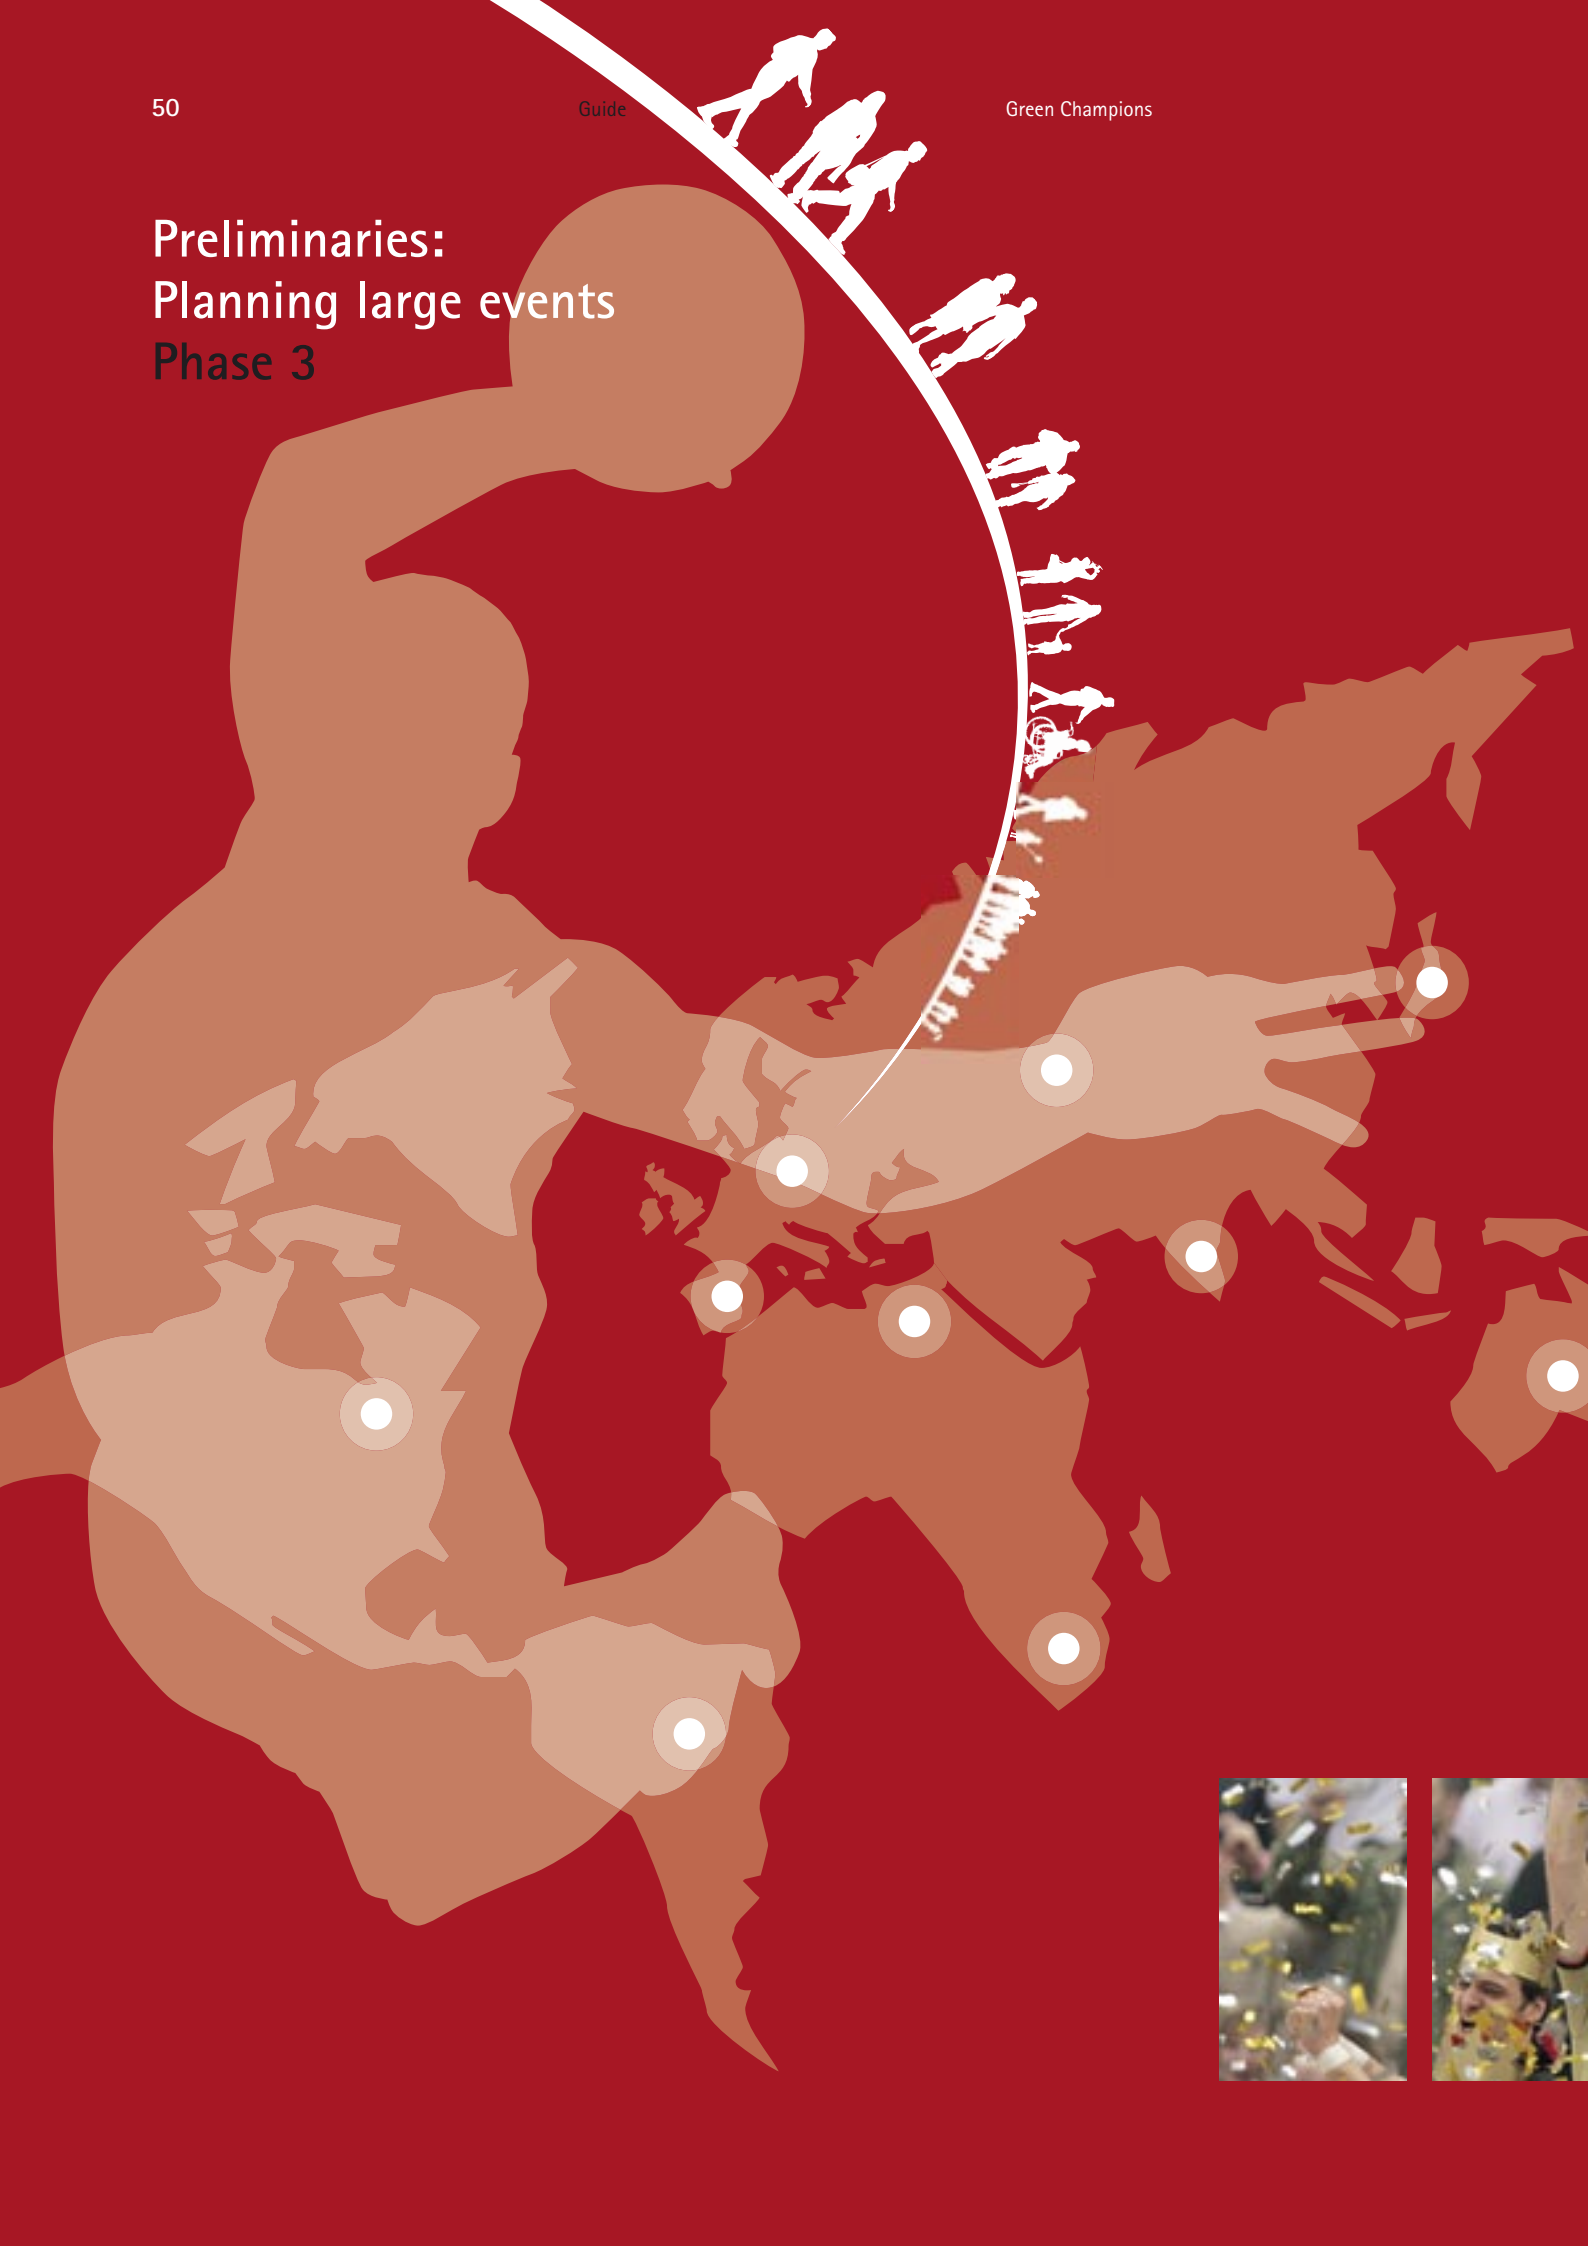 50
Guide
Green Champions
Preliminaries:
Planning large events
Phase 3